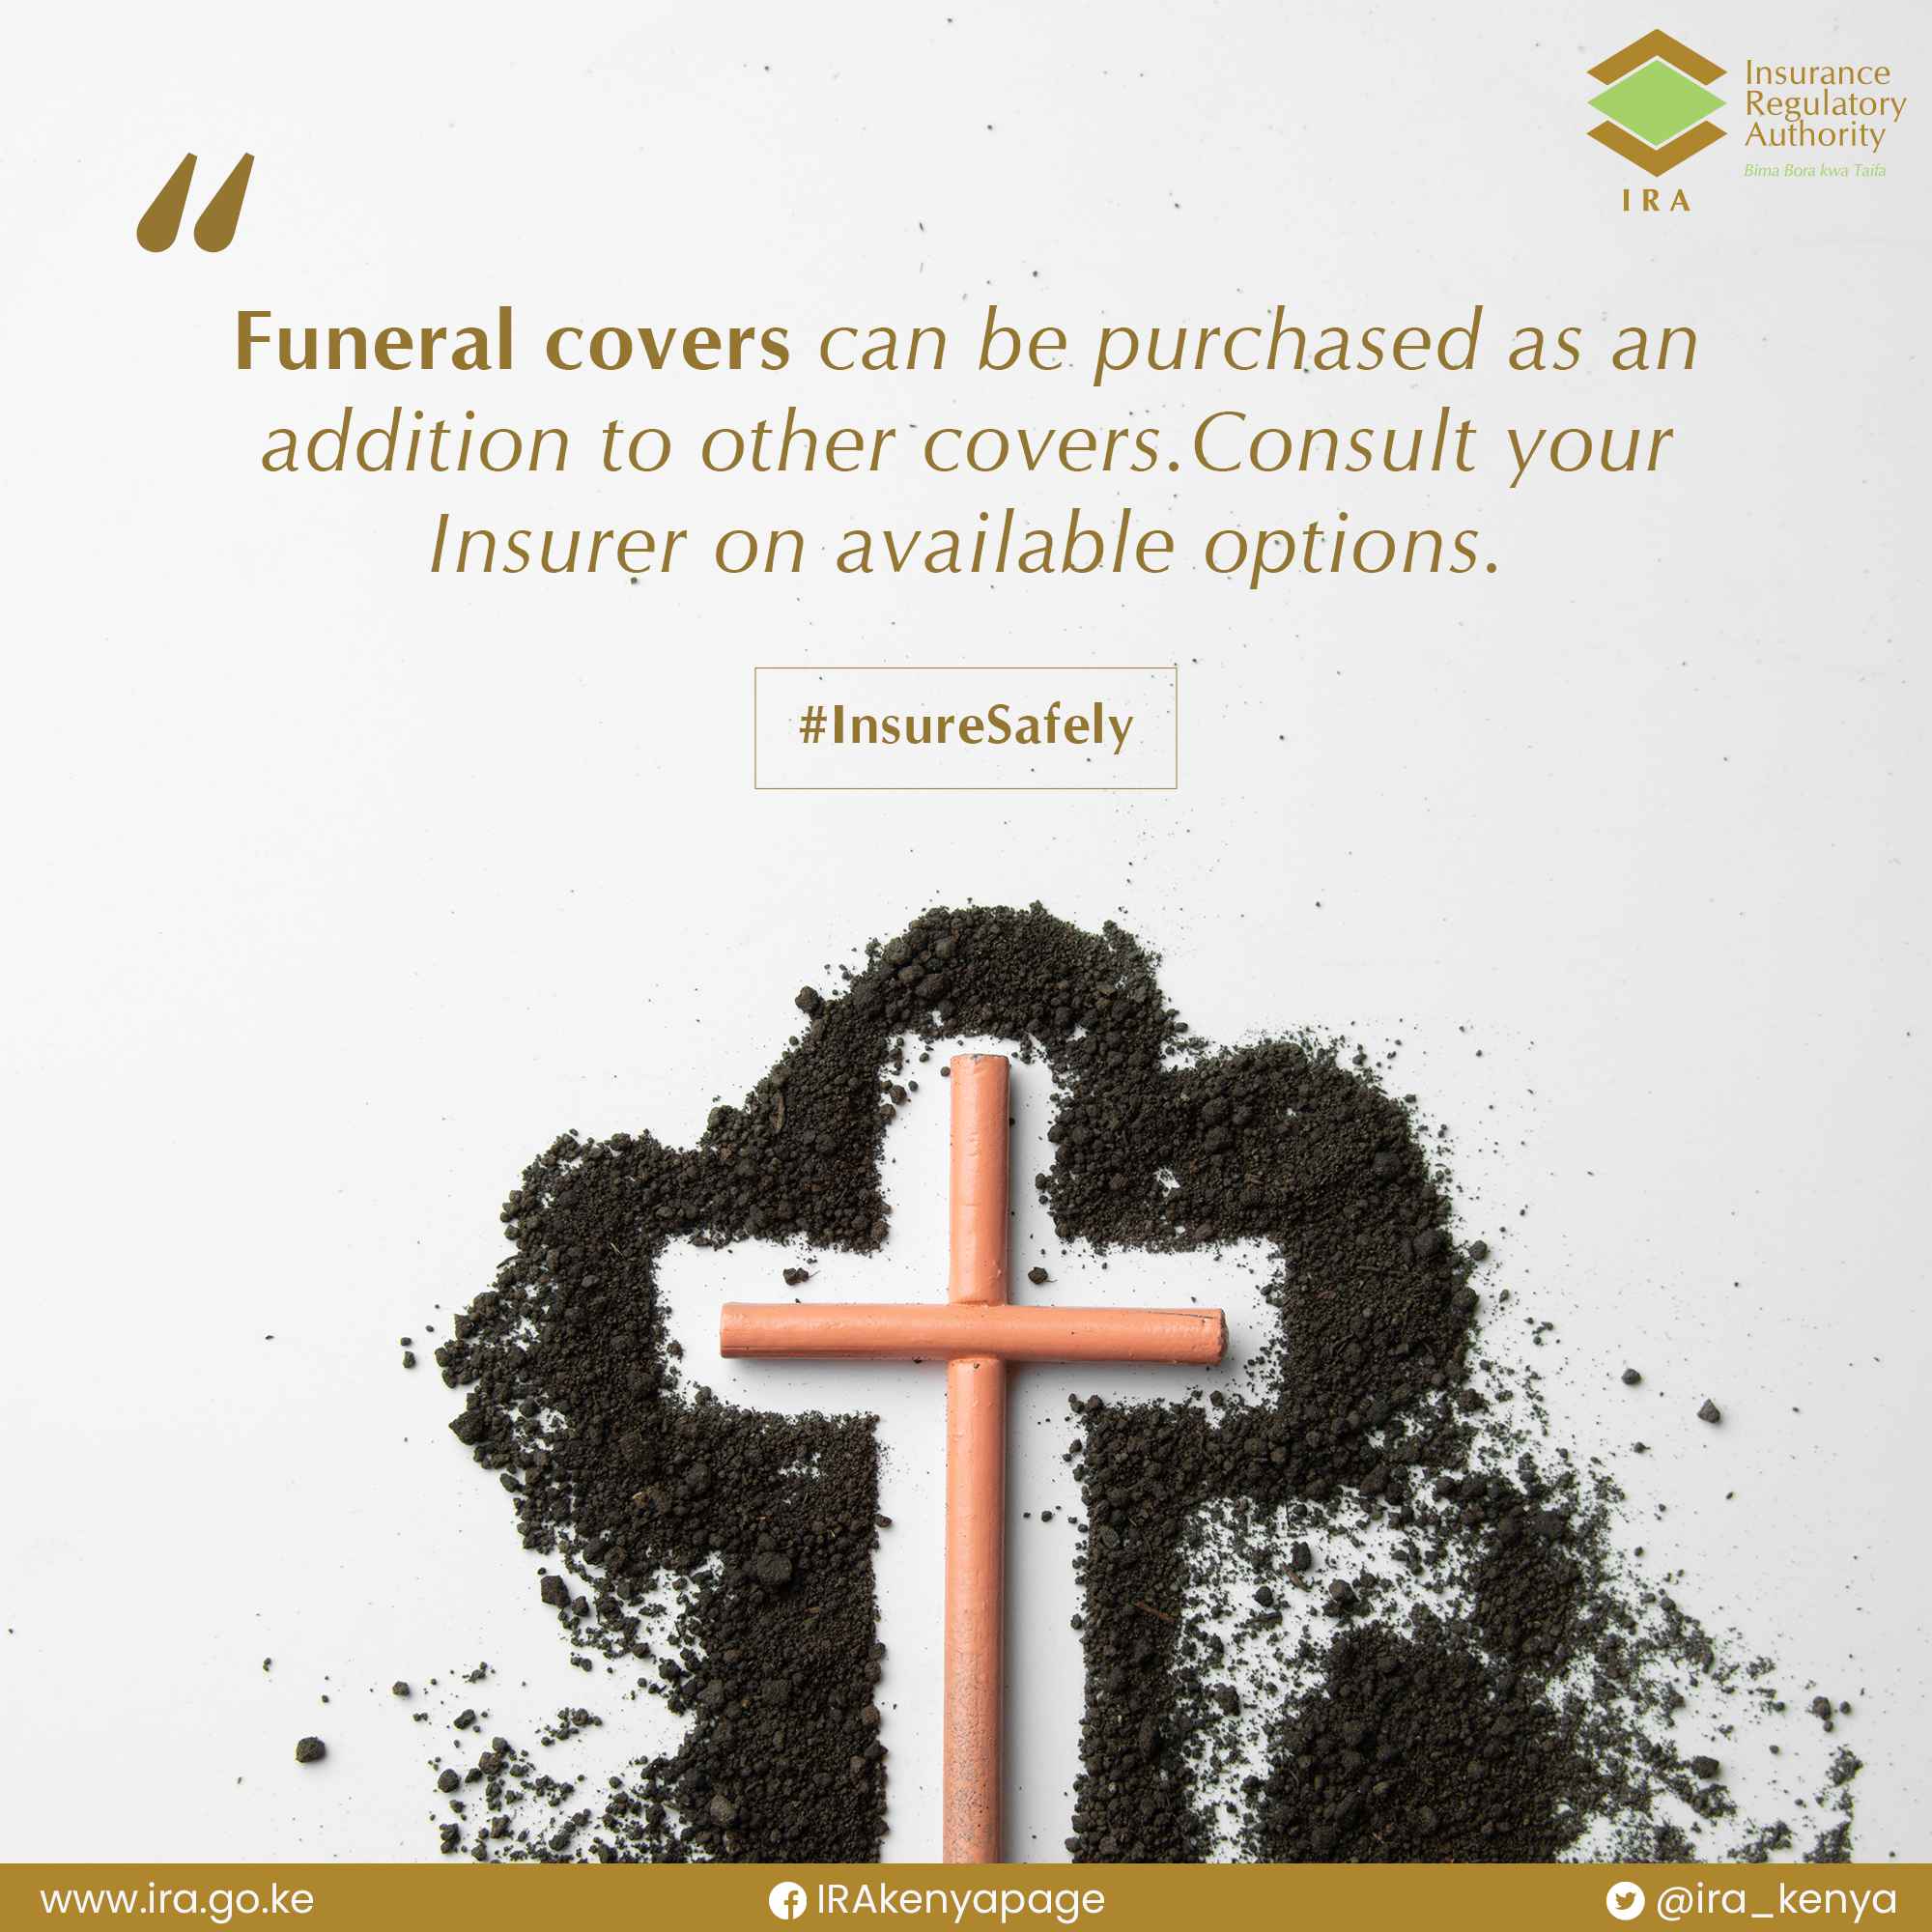 Insurance
Regulatory
Authority
Bima Bora kwa Taifa
IRA
“
Funeral covers can be purchased as an
addition to other covers.Consult your
Insurer on available options.
#InsureSafely
www.ira.go.ke
IRAkenyapage
@ira_kenya